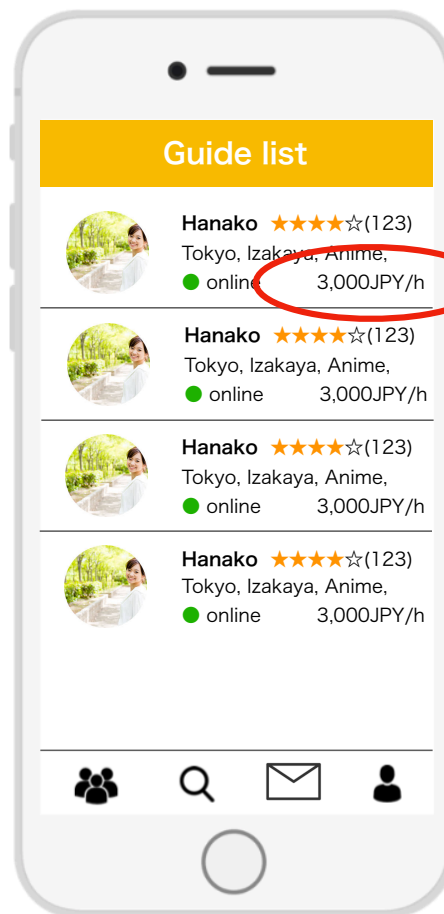 Guide list
Hanako ★★★★☆(123)
Tokyo, Izakaya, Anime,
online 3,000JPY/h
Hanako ★★★★☆(123)
Tokyo, Izakaya, Anime,
online 3,000JPY/h
Hanako ★★★★☆(123)
Tokyo, Izakaya, Anime,
online 3,000JPY/h
Hanako ★★★★☆(123)
Tokyo, Izakaya, Anime,
online 3,000JPY/h